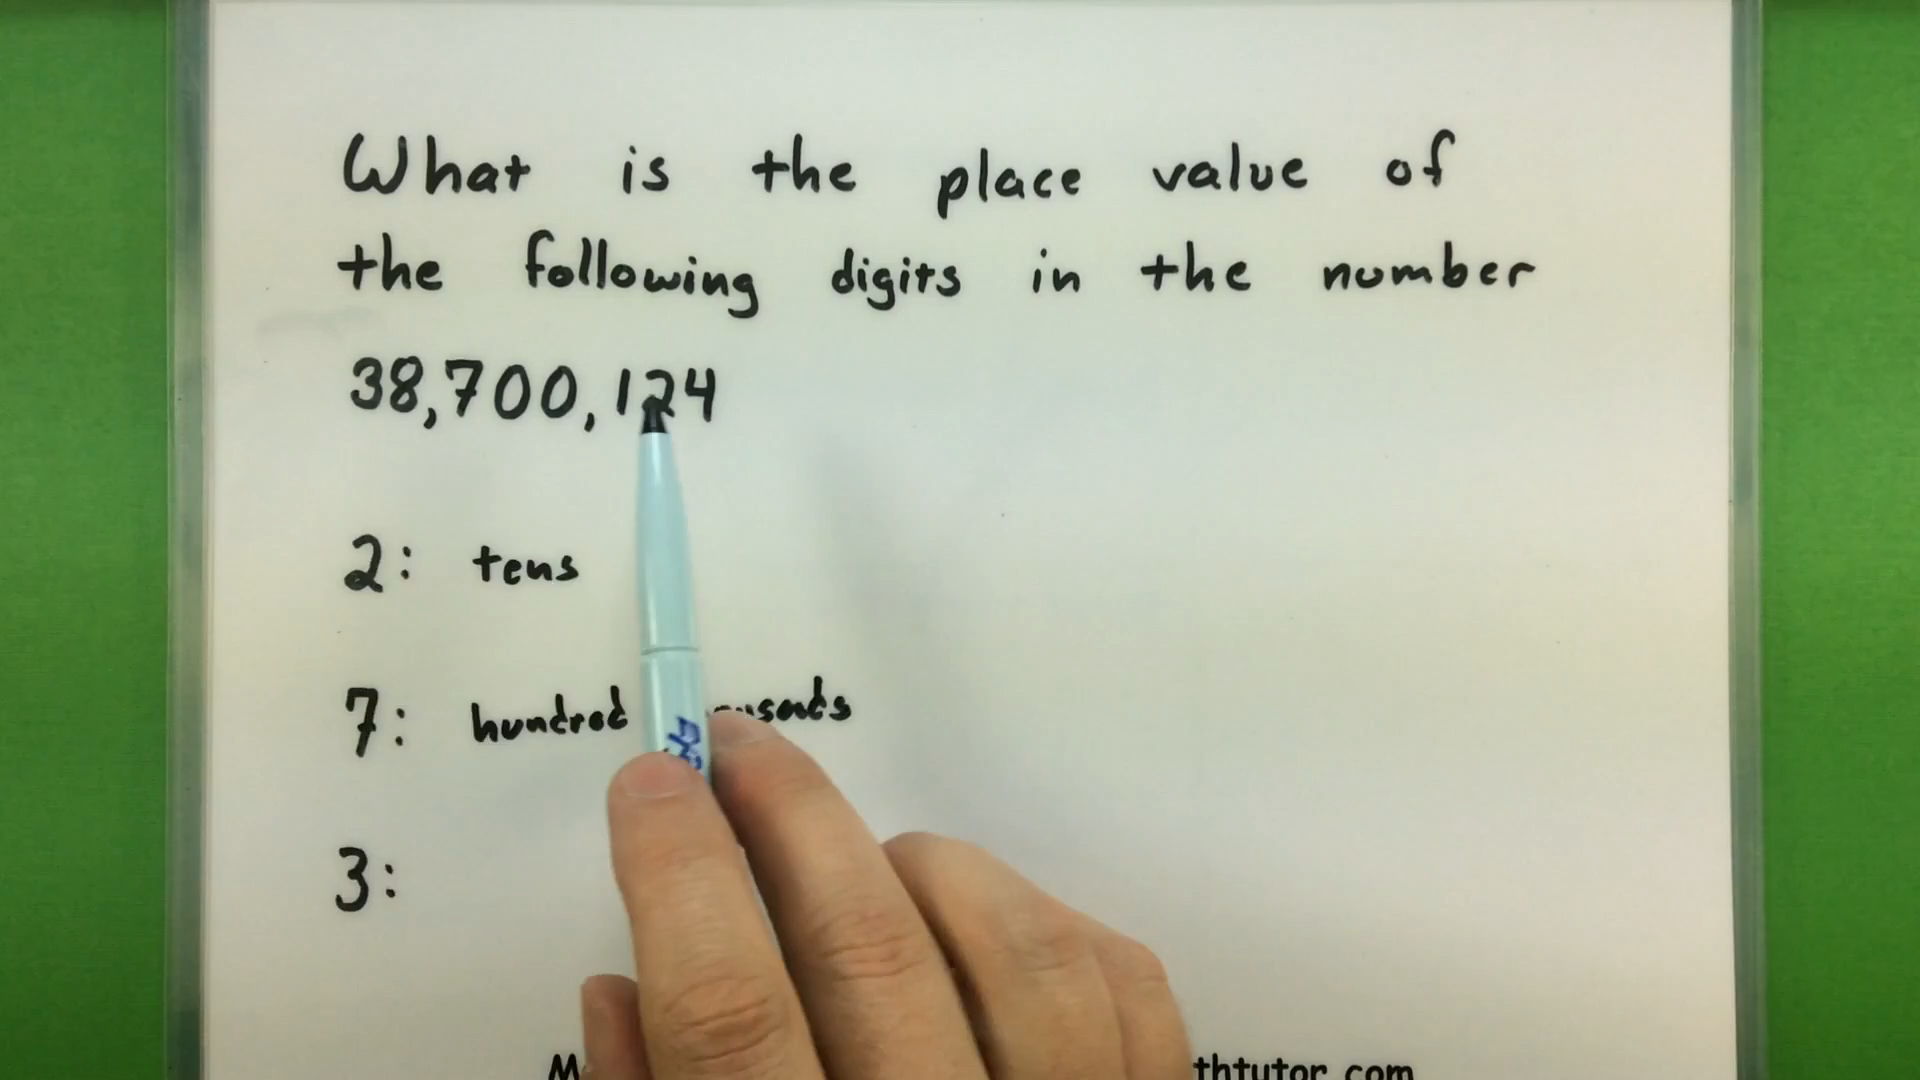 What is the place value of
the following digits in the number
38,700,124
2: tens
7: hundred
3:
thtutor.com